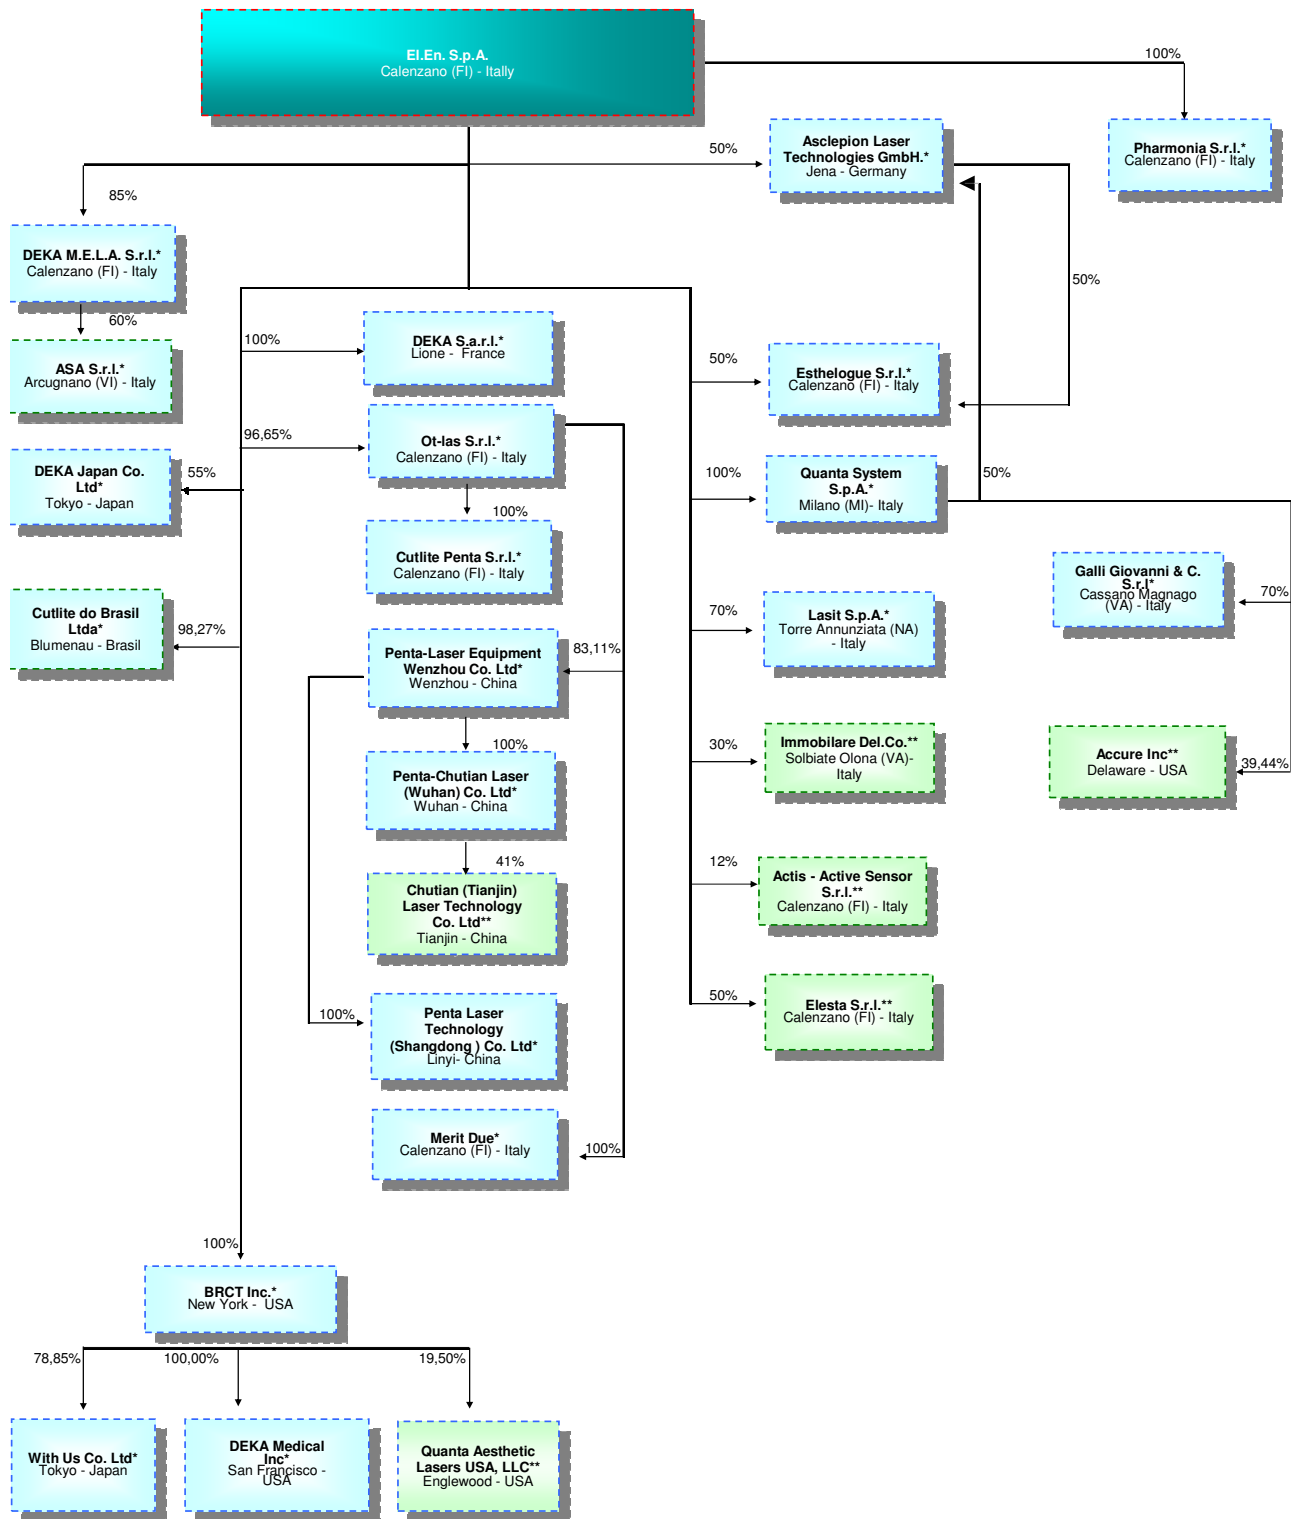 El.En. S.p.A.
Calenzano (FI) - Itally
100%
50%
Asclepion Laser
Technologies GmbH.*
Jena - Germany
Pharmonia S.r.l.*
Calenzano (FI) - Italy
85%
DEKA M.E.L.A. S.r.l.*
Calenzano (FI) - Italy
50%
60%
ASA S.r.l.*
Arcugnano (VI) - Italy
100%
DEKA S.a.r.l.*
Lione - France
50%
Esthelogue S.r.l.*
Calenzano (FI) - Italy
96,65%
Ot-las S.r.l.*
Calenzano (FI) - Italy
DEKA Japan Co.
Ltd*
Tokyo - Japan
55%
100%
Quanta System
S.p.A.*
Milano (MI)- Italy
50%
100%
Cutlite Penta S.r.l.*
Calenzano (FI) - Italy
Galli Giovanni & C.
S.r.l*
Cassano Magnago
(VA) - Italy
70%
Cutlite do Brasil
Ltda*
Blumenau - Brasil
98,27%
70%
Lasit S.p.A.*
Torre Annunziata (NA)
- Italy
Penta-Laser Equipment
Wenzhou Co. Ltd*
Wenzhou - China
83,11%
100%
Penta-Chutian Laser
(Wuhan) Co. Ltd*
Wuhan - China
30%
Immobilare Del.Co.**
Solbiate Olona (VA)-
Italy
Accure Inc**
Delaware - USA
39,44%
41%
Chutian (Tianjin)
Laser Technology
Co. Ltd**
Tianjin - China
12%
Actis - Active Sensor
S.r.l.**
Calenzano (FI) - Italy
100%
Penta Laser
Technology
(Shangdong ) Co. Ltd*
Linyi- China
50%
Elesta S.r.l.**
Calenzano (FI) - Italy
Merit Due*
Calenzano (FI) - Italy
100%
100%
BRCT Inc.*
New York - USA
78,85%
100,00%
19,50%
With Us Co. Ltd*
Tokyo - Japan
DEKA Medical
Inc*
San Francisco -
USA
Quanta Aesthetic
Lasers USA, LLC**
Englewood - USA